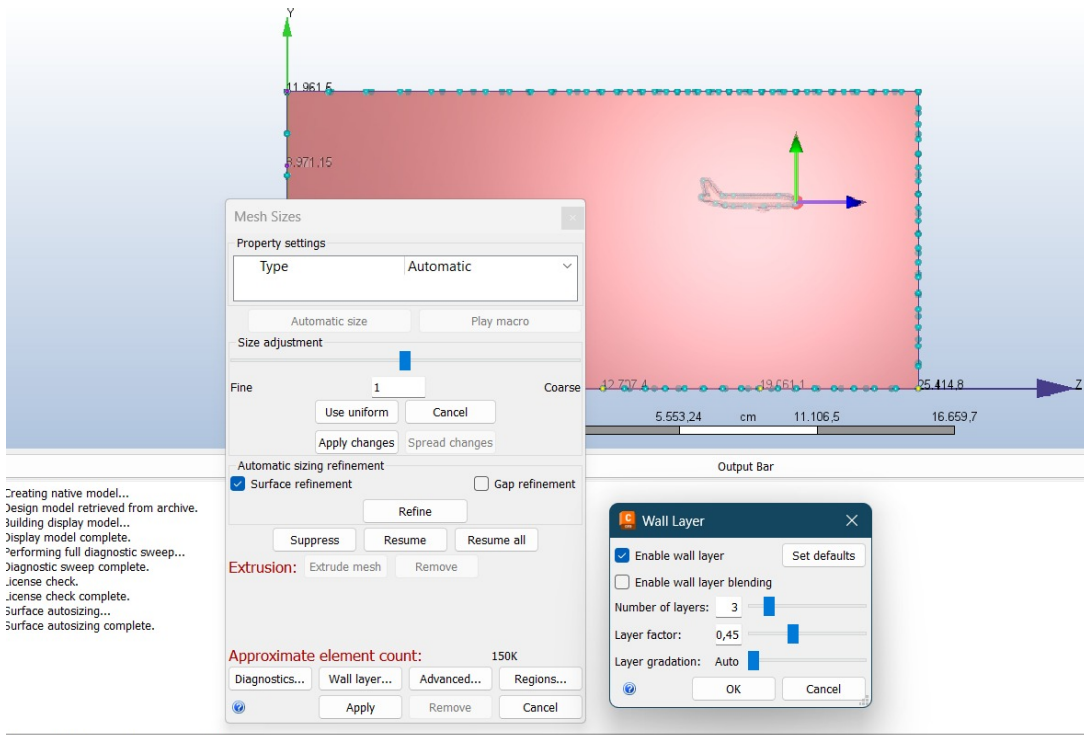 Y
11.961,5
8.971,15
Mesh Sizes
Property settings
Type Automatic
Automatic size Play macro
Size adjustment
Fine 1 Coarse
Use uniform Cancel
Apply changes Spread changes
Automatic sizing refinement
Surface refinement Gap refinement
Refine
Suppress Resume Resume all
Extrusion: Extrude mesh Remove
Approximate element count: 150K
Diagnostics... Wall layer... Advanced... Regions...
Apply Remove Cancel
12.707,4 19.061,1 25.414,8 Z
5.553,24 cm 11.106,5 16.659,7
Output Bar
Creating native model...
Design model retrieved from archive.
Building display model...
Display model complete.
Performing full diagnostic sweep...
Diagnostic sweep complete.
License check.
License check complete.
Surface autosizing...
Surface autosizing complete.
C
Wall Layer
Enable wall layer Set defaults
Enable wall layer blending
Number of layers: 3
Layer factor: 0,45
Layer gradation: Auto
OK Cancel